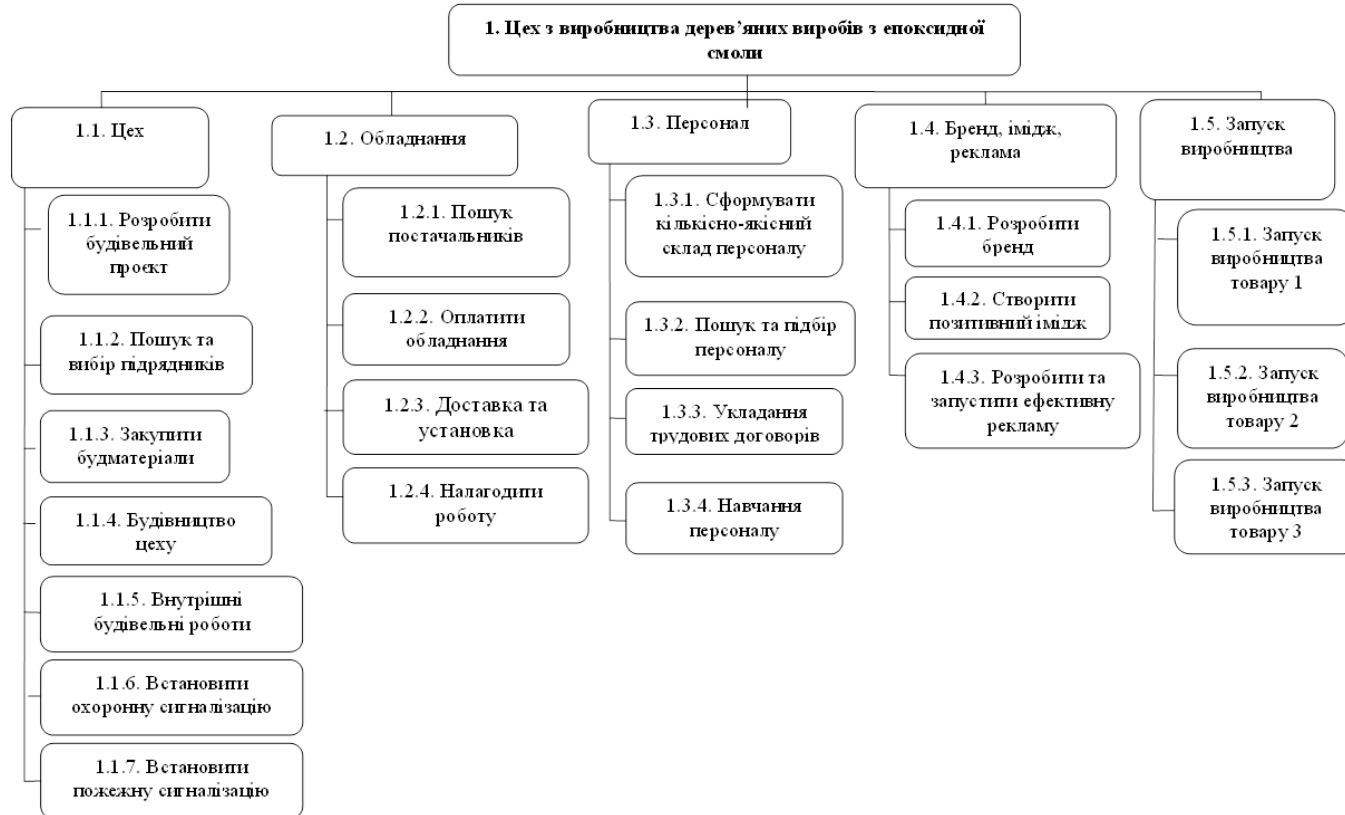 1. Цех з виробництва дерев’яних виробів з епоксидної
смоли
1.1. Цех
1.1.1. Розробити
будівельний
проєкт
1.1.2. Пошук та
вибір підрядників
1.1.3. Закупити
будматеріали
1.1.4. Будівництво
цеху
1.1.5. Внутрішні
будівельні роботи
1.1.6. Встановити
охоронну сигналізацію
1.1.7. Встановити
пожежну сигналізацію
1.2. Обладнання
1.2.1. Пошук
постачальників
1.2.2. Оплатити
обладнання
1.2.3. Доставка та
установка
1.2.4. Налагодити
роботу
1.3. Персонал
1.3.1. Сформувати
кількісно-якісний
склад персоналу
1.3.2. Пошук та підбір
персоналу
1.3.3. Укладання
трудових договорів
1.3.4. Навчання
персоналу
1.4. Бренд, імідж,
реклама
1.4.1. Розробити
бренд
1.4.2. Створити
позитивний імідж
1.4.3. Розробити та
запустити ефективну
рекламу
1.5. Запуск
виробництва
1.5.1. Запуск
виробництва
товару 1
1.5.2. Запуск
виробництва
товару 2
1.5.3. Запуск
виробництва
товару 3